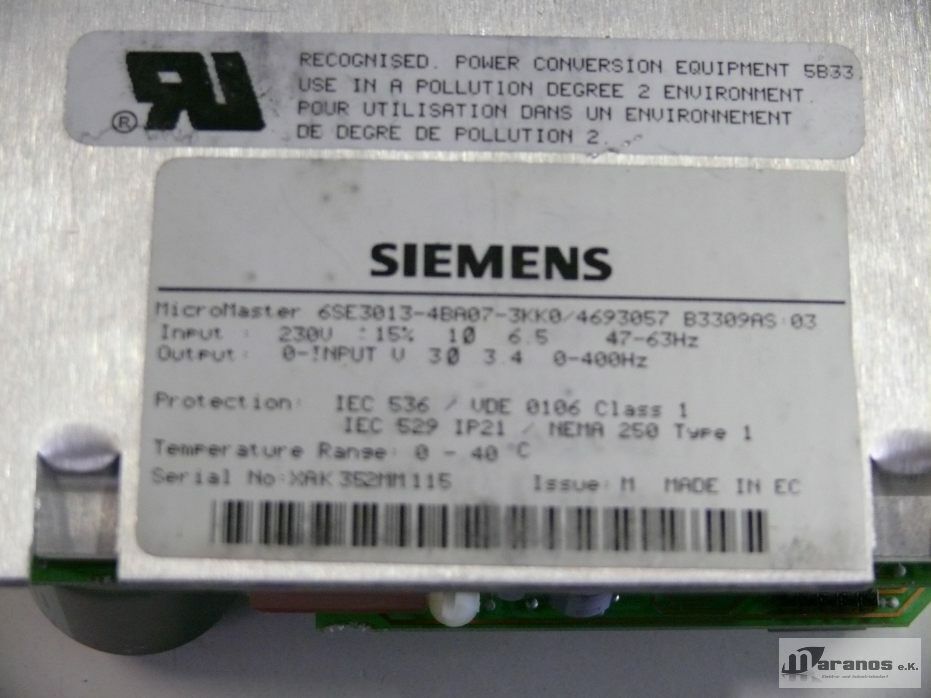 RECOGNISED. POWER CONVERSION EQUIPMENT 5B33.
USE IN A POLLUTION DEGREE 2 ENVIRONMENT.
POUR UTILISATION DANS UN ENVIRONNEMENT
DE DEGRE DE POLLUTION 2.
®
SIEMENS
MicroMaster 6SE3013-4BA07-3KK0/4693057 B3309AS 03
Input : 230V ±15% 1Ø 6.5 47-63Hz
Output : 0-INPUT V 3Ø 3.4 0-400Hz
Protection: IEC 536 / VDE 0106 Class 1
IEC 529 IP21 / NEMA 250 Type 1
Temperature Range: 0 - 40 °C
Serial No:XAK352MM115 Issue: M MADE IN EC
maranos e.K.